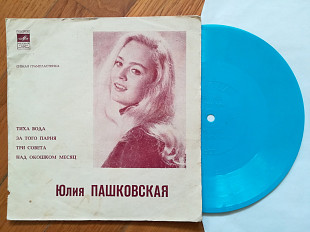 ГИБКАЯ ГРАМПЛАСТИНКА
ТИХА ВОДА
ЗА ТОГО ПАРНЯ
ТРИ СОВЕТА
НАД ОКОШКОМ МЕСЯЦ
Юлия ПАШКОВСКАЯ